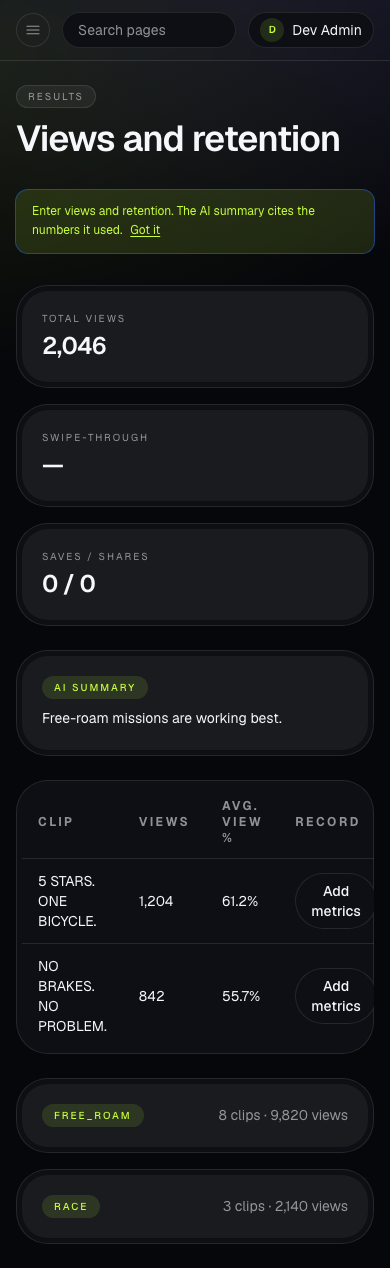 Search pages
D
Dev Admin
RESULTS
Views and retention
Enter views and retention. The AI summary cites the
numbers it used. Got it
TOTAL VIEWS
2,046
SWIPE-THROUGH
—
SAVES / SHARES
0 / 0
AI SUMMARY
Free-roam missions are working best.
CLIP VIEWS AVG. VIEW % RECORD
5 STARS.
ONE
BICYCLE.
1,204
61.2%
Add
metrics
NO
BRAKES.
NO
PROBLEM.
842
55.7%
Add
metrics
FREE_ROAM
8 clips · 9,820 views
RACE
3 clips · 2,140 views